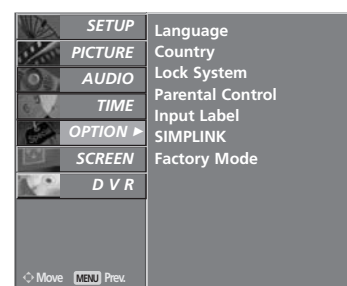 SETUP
PICTURE
AUDIO
TIME
OPTION ►
SCREEN
D V R
Language
Country
Lock System
Parental Control
Input Label
SIMPLINK
Factory Mode
Move MENU Prev.